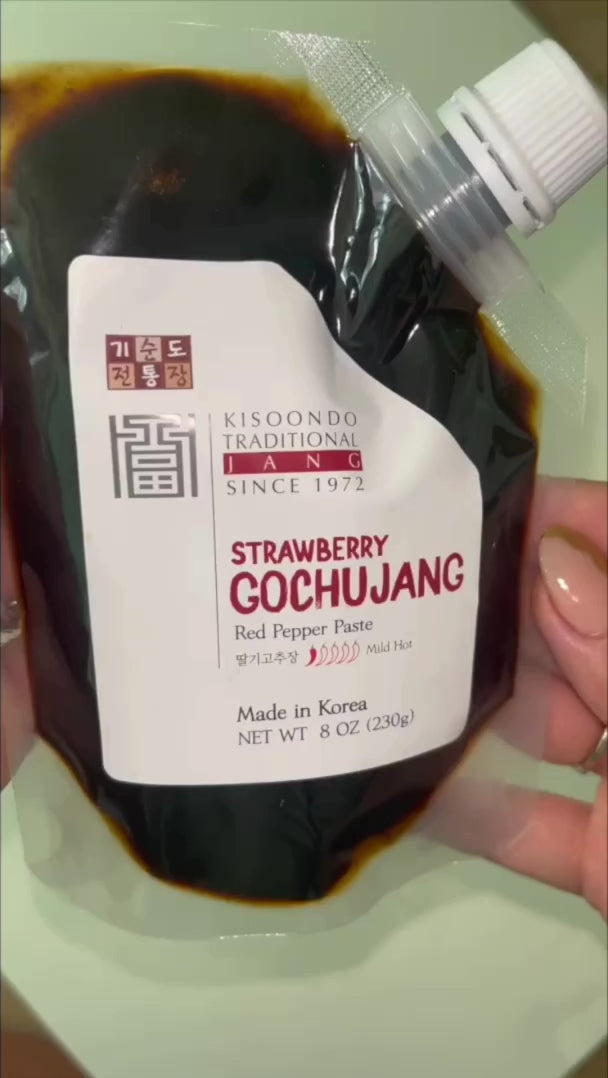 기순도
전통장
KISOONDO
TRADITIONAL
JANG
SINCE 1972
STRAWBERRY
GOCHUJANG
Red Pepper Paste
딸기고추장 Mild Hot
Made in Korea
NET WT 8 OZ (230g)